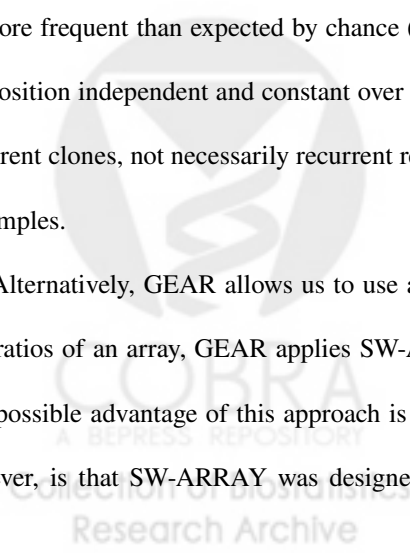 ore frequent than expected by chance (
osition independent and constant over
rent clones, not necessarily recurrent re
mples.
Alternatively, GEAR allows us to use a
ratios of an array, GEAR applies SW-A
COBRA
possible advantage of this approach is
A BEPRESS REPOSITORY
ver, is that SW-ARRAY was designe
Collection of Biostatistics
Research Archive